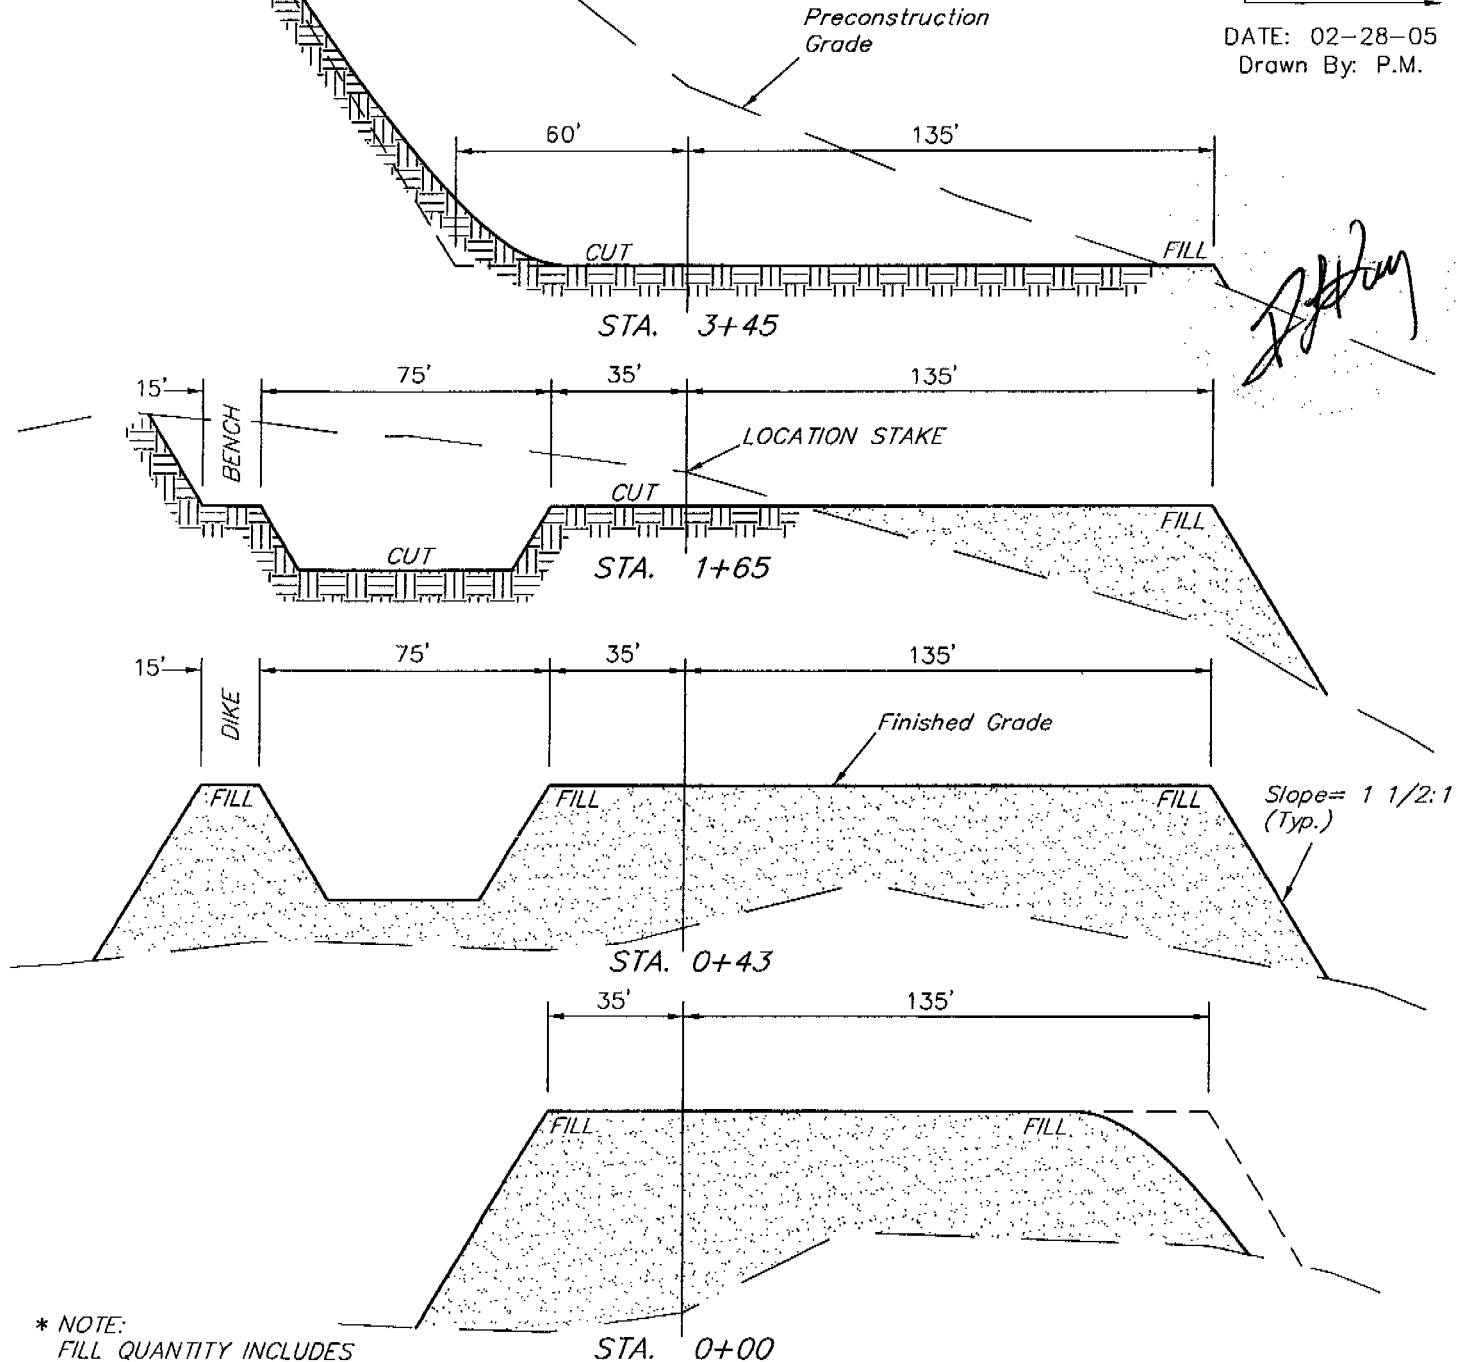 Preconstruction
Grade
DATE: 02-28-05
Drawn By: P.M.
60' 135'
CUT FILL
STA. 3+45
15' 75' 35' 135'
BENCH
LOCATION STAKE
CUT
FILL
CUT
STA. 1+65
15' 75' 35' 135'
DIKE
Finished Grade
FILL FILL FILL
Slope= 1 1/2:1
(Typ.)
STA. 0+43
35' 135'
FILL FILL
* NOTE:
FILL QUANTITY INCLUDES
STA. 0+00